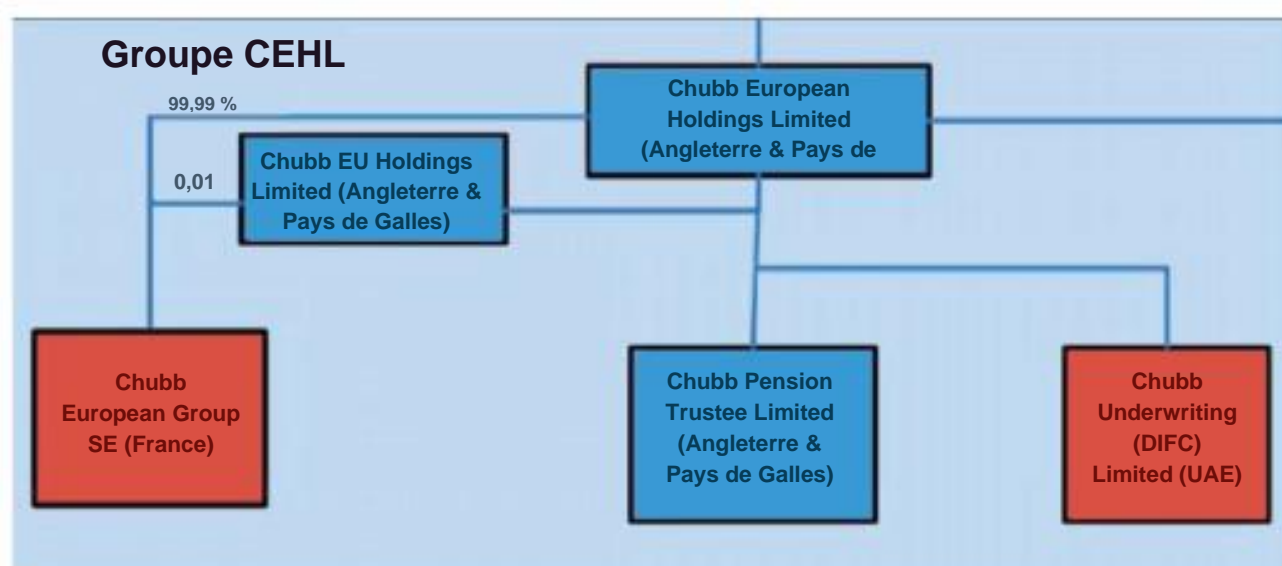 Groupe CEHL
99,99 %
Chubb European
Holdings Limited
(Angleterre & Pays de
Chubb EU Holdings
Limited (Angleterre &
Pays de Galles)
0,01
Chubb
European Group
SE (France)
Chubb Pension
Trustee Limited
(Angleterre &
Pays de Galles)
Chubb
Underwriting
(DIFC)
Limited (UAE)